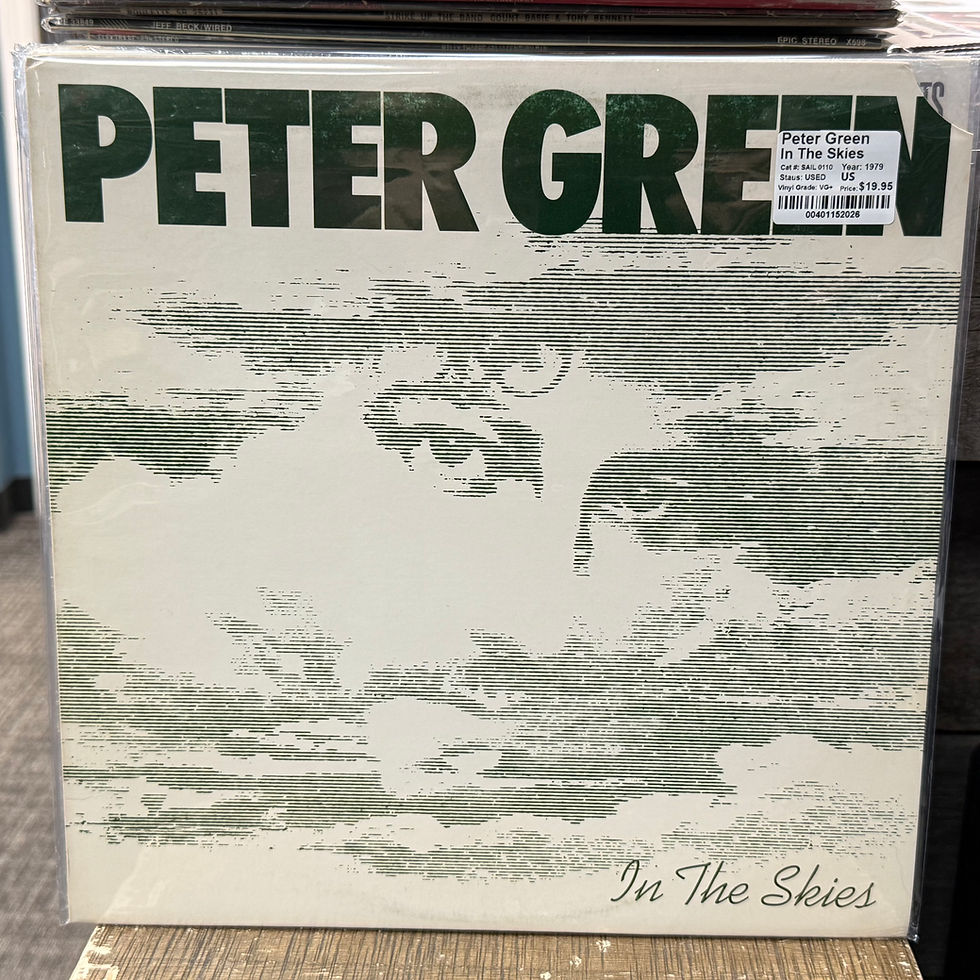 STRIKE UP THE BAND COUNT BASIE & TONY BENNETT
JEFF BECK/WIRED
EPIC STEREO
PETER GREEN
TS
Peter Green
In The Skies
Cat #: SAIL 0110 Year: 1979
Staus: USED US
Vinyl Grade: VG+ Price: $19.95
00401152026
In The Skies